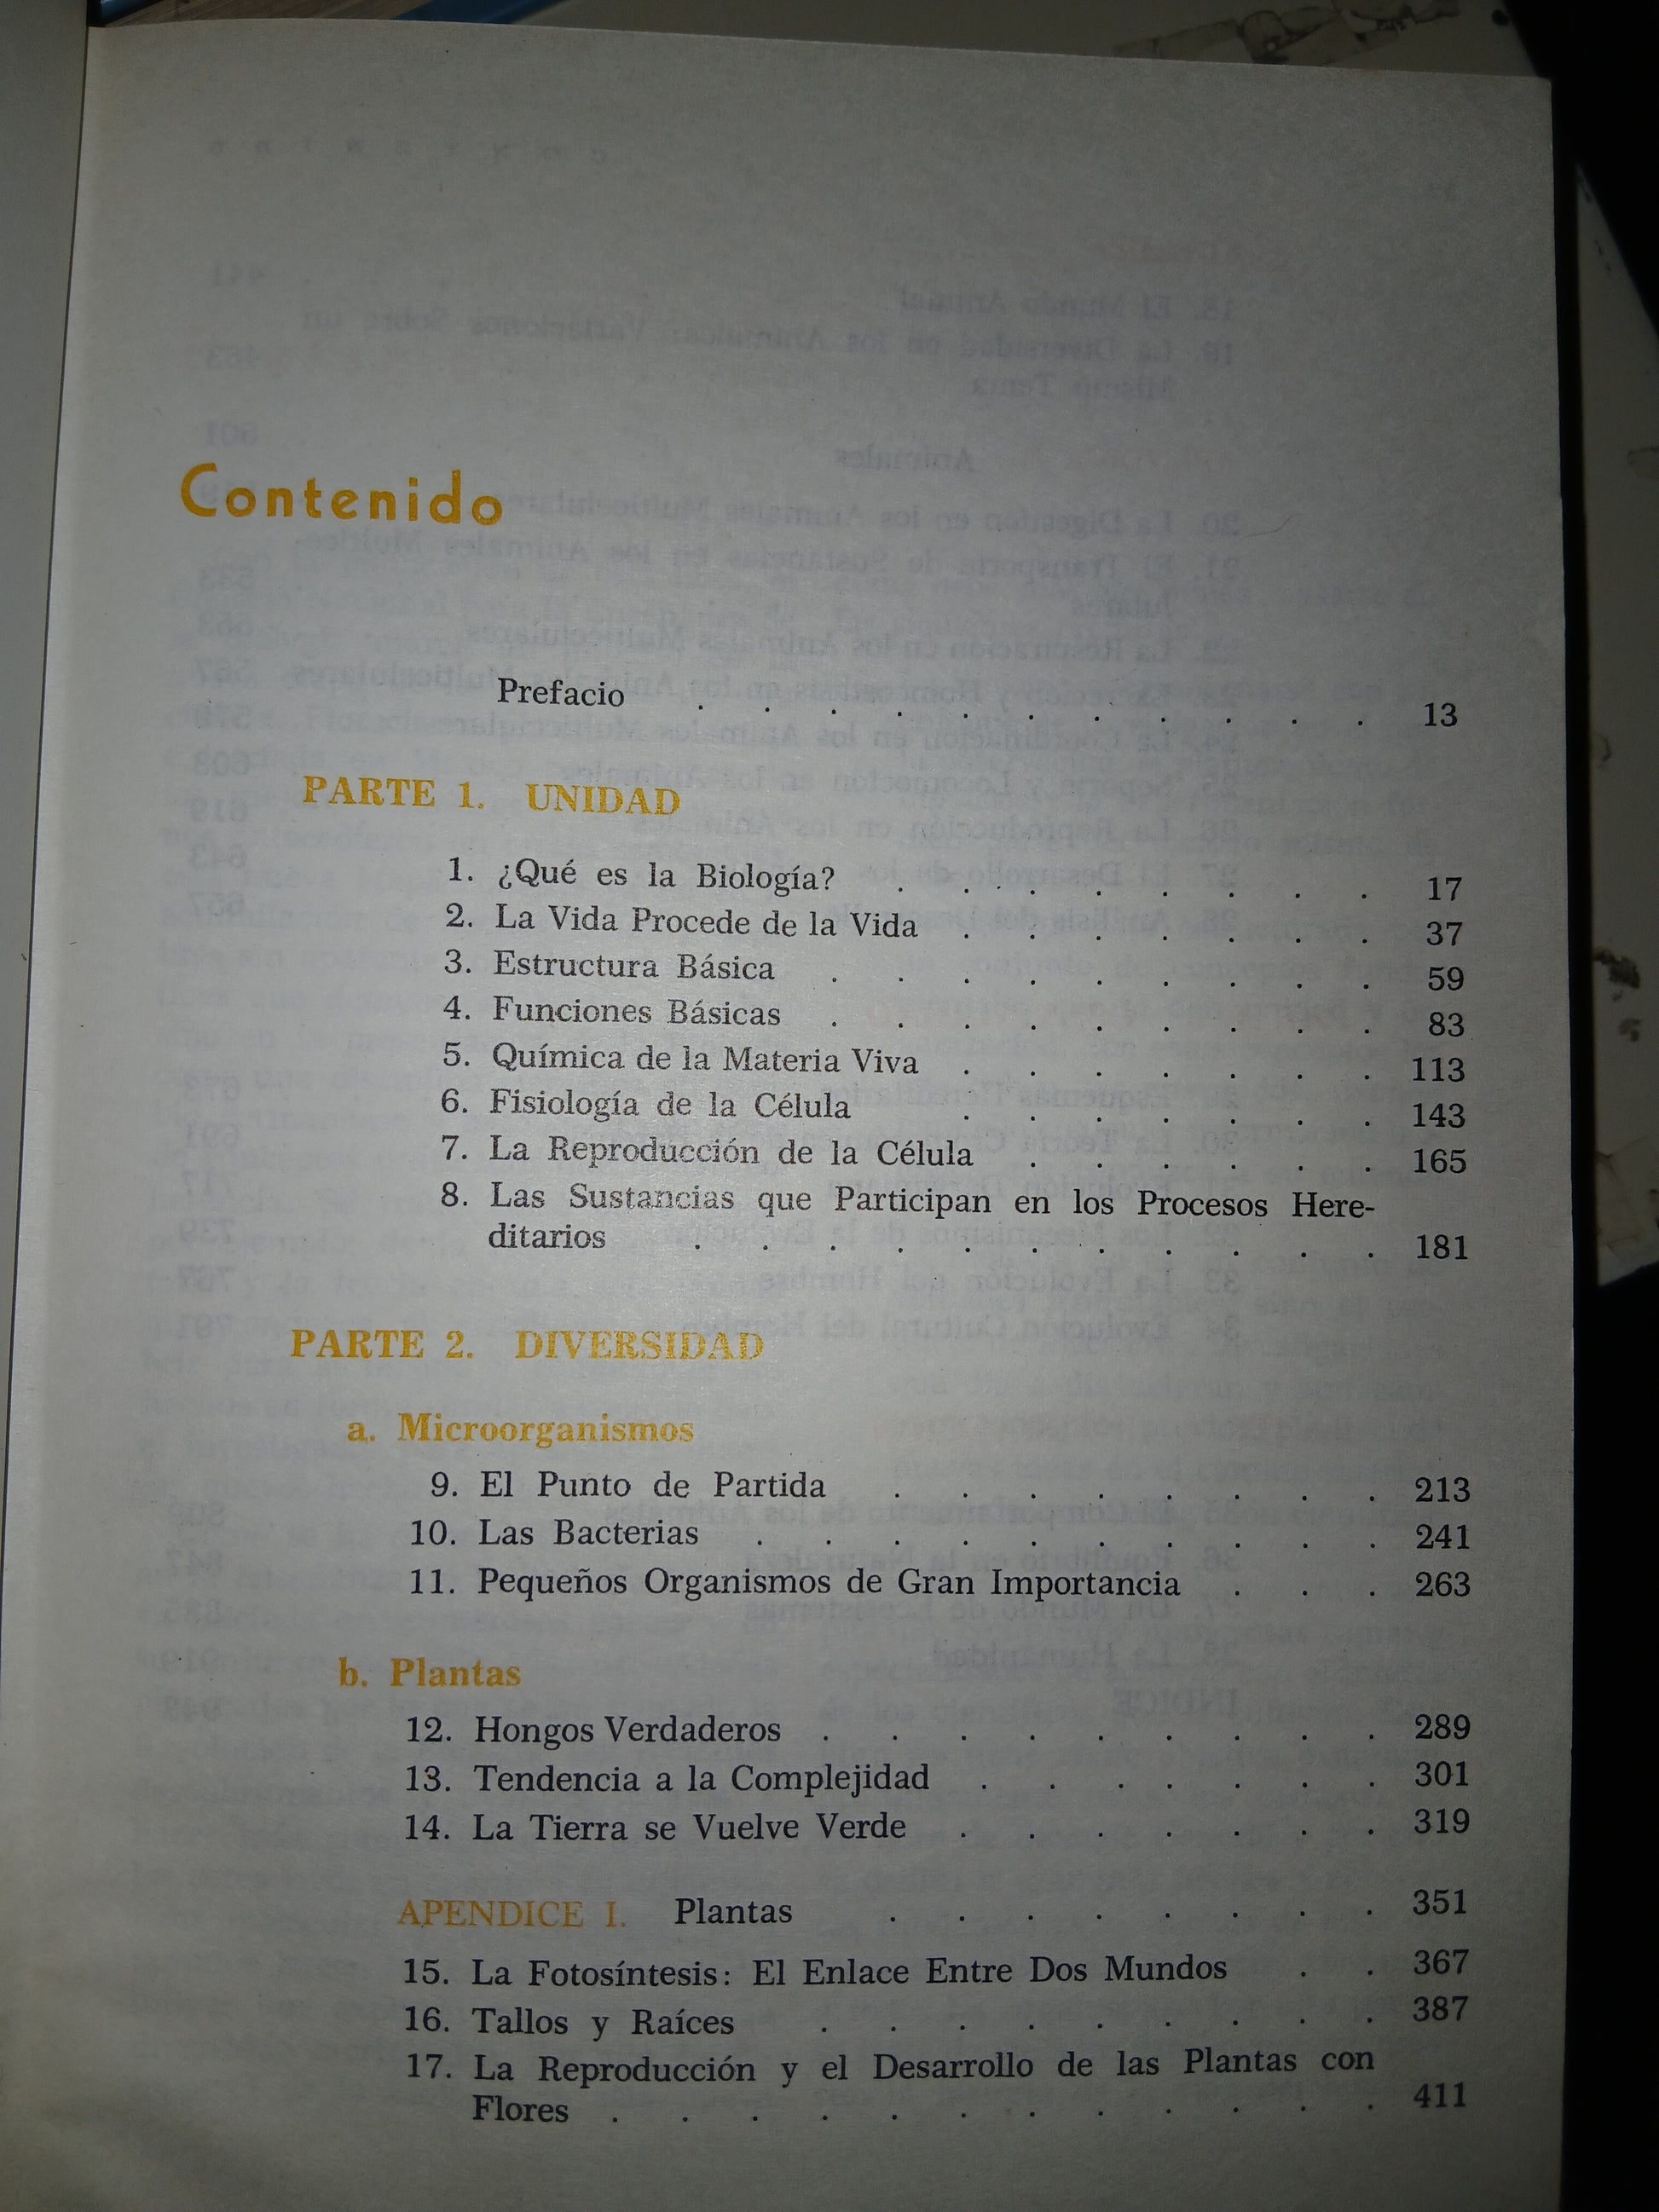 Contenido
Prefacio . . . . . . . . . . . 13
PARTE 1. UNIDAD
1. ¿Qué es la Biología? . . . . . . . . 17
2. La Vida Procede de la Vida . . . . . . . 37
3. Estructura Básica . . . . . . . . . 59
4. Funciones Básicas . . . . . . . . . 83
5. Química de la Materia Viva . . . . . . . 113
6. Fisiología de la Célula . . . . . . . 143
7. La Reproducción de la Célula . . . . . . 165
8. Las Sustancias que Participan en los Procesos Here-
ditarios . . . . . . . . . . . 181
PARTE 2. DIVERSIDAD
a. Microorganismos
9. El Punto de Partida . . . . . . . . 213
10. Las Bacterias . . . . . . . . . . 241
11. Pequeños Organismos de Gran Importancia . . . 263
b. Plantas
12. Hongos Verdaderos . . . . . . . . . 289
13. Tendencia a la Complejidad . . . . . . . 301
14. La Tierra se Vuelve Verde . . . . . . . 319
APENDICE I. Plantas . . . . . . . . 351
15. La Fotosíntesis: El Enlace Entre Dos Mundos . . 367
16. Tallos y Raíces . . . . . . . . . 387
17. La Reproducción y el Desarrollo de las Plantas con
Flores . . . . . . . . . . . . 411